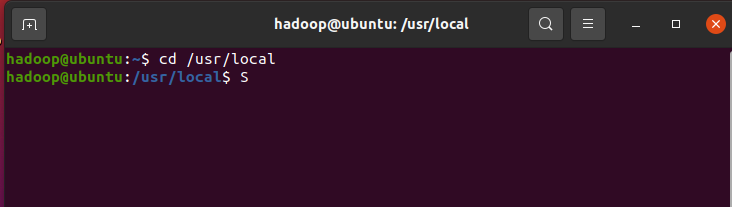 hadoop@ubuntu: /usr/local
hadoop@ubuntu:~$ cd /usr/local
hadoop@ubuntu:/usr/local$ S